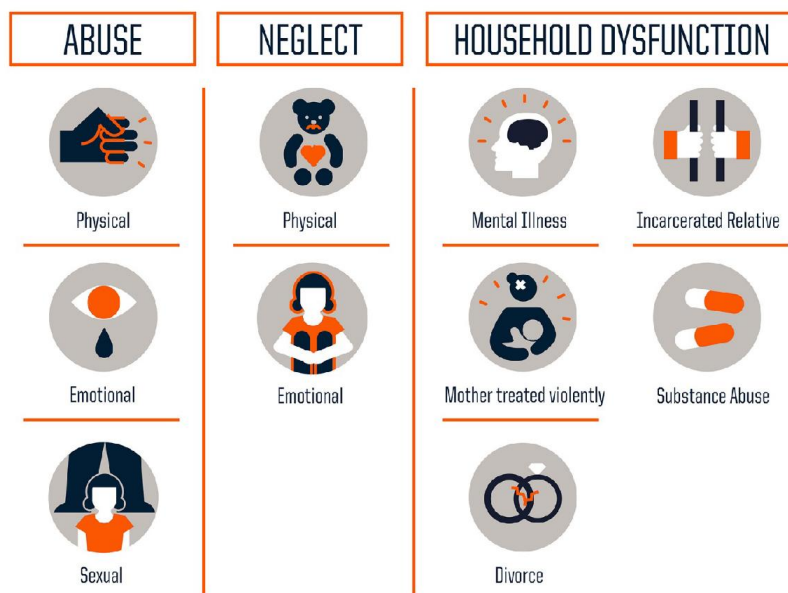 ABUSE
Physical
Emotional
Sexual
NEGLECT
Physical
Emotional
HOUSEHOLD DYSFUNCTION
Mental Illness
Incarcerated Relative
Mother treated violently
Substance Abuse
Divorce